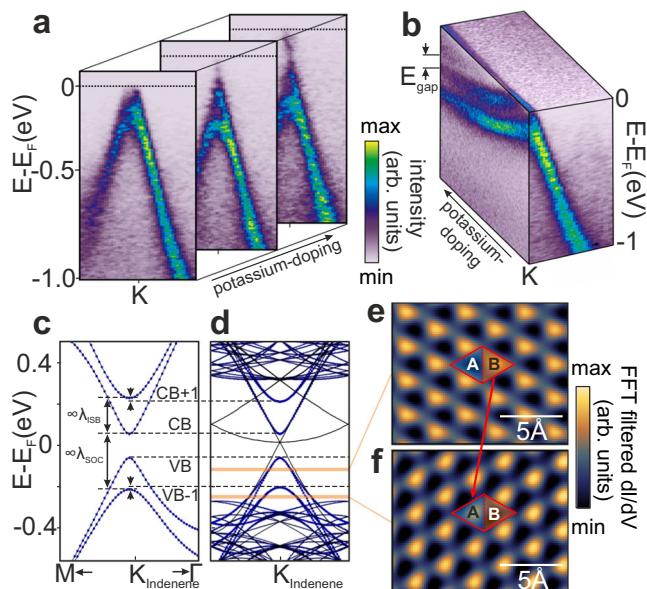 a
0
-0.5
-1.0
E-E_F(eV)
K
potassium-doping
max
intensity
(arb. units)
min
b
E_gap
0
E-E_F(eV)
-1
potassium-
doping
K
c
0.4
0
-0.4
E-E_F(eV)
∞λ_ISB
∞λ_SOC
CB+1
CB
VB
VB-1
M
K_Indenene
Γ
d
K_Indenene
e
A B
5Å
f
A B
5Å
max
FFT filtered dI/dV
(arb. units)
min